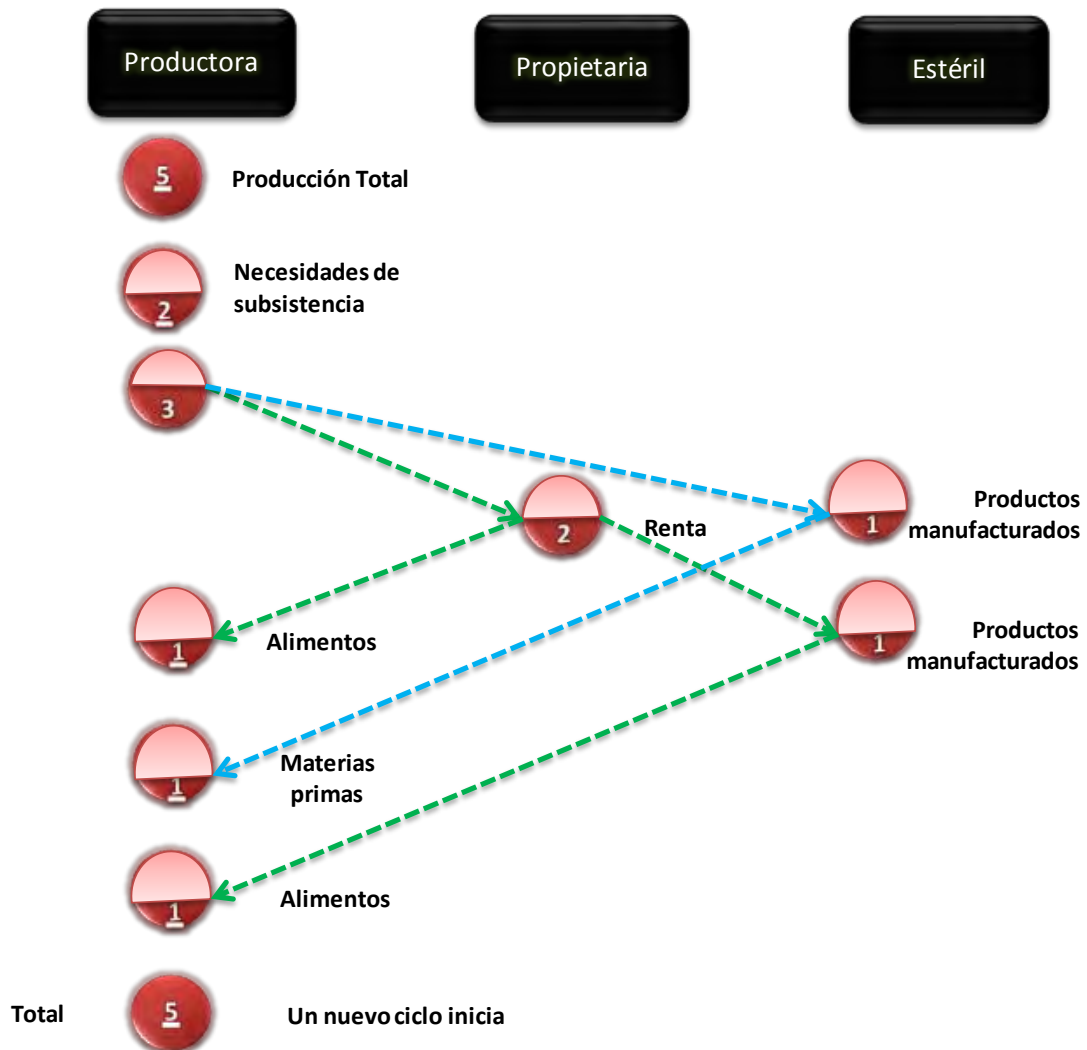 Productora
Propietaria
Estéril
5
Producción Total
2
Necesidades de
subsistencia
3
2
Renta
1
Productos
manufacturados
1
Alimentos
1
Productos
manufacturados
1
Materias
primas
1
Alimentos
Total
5
Un nuevo ciclo inicia